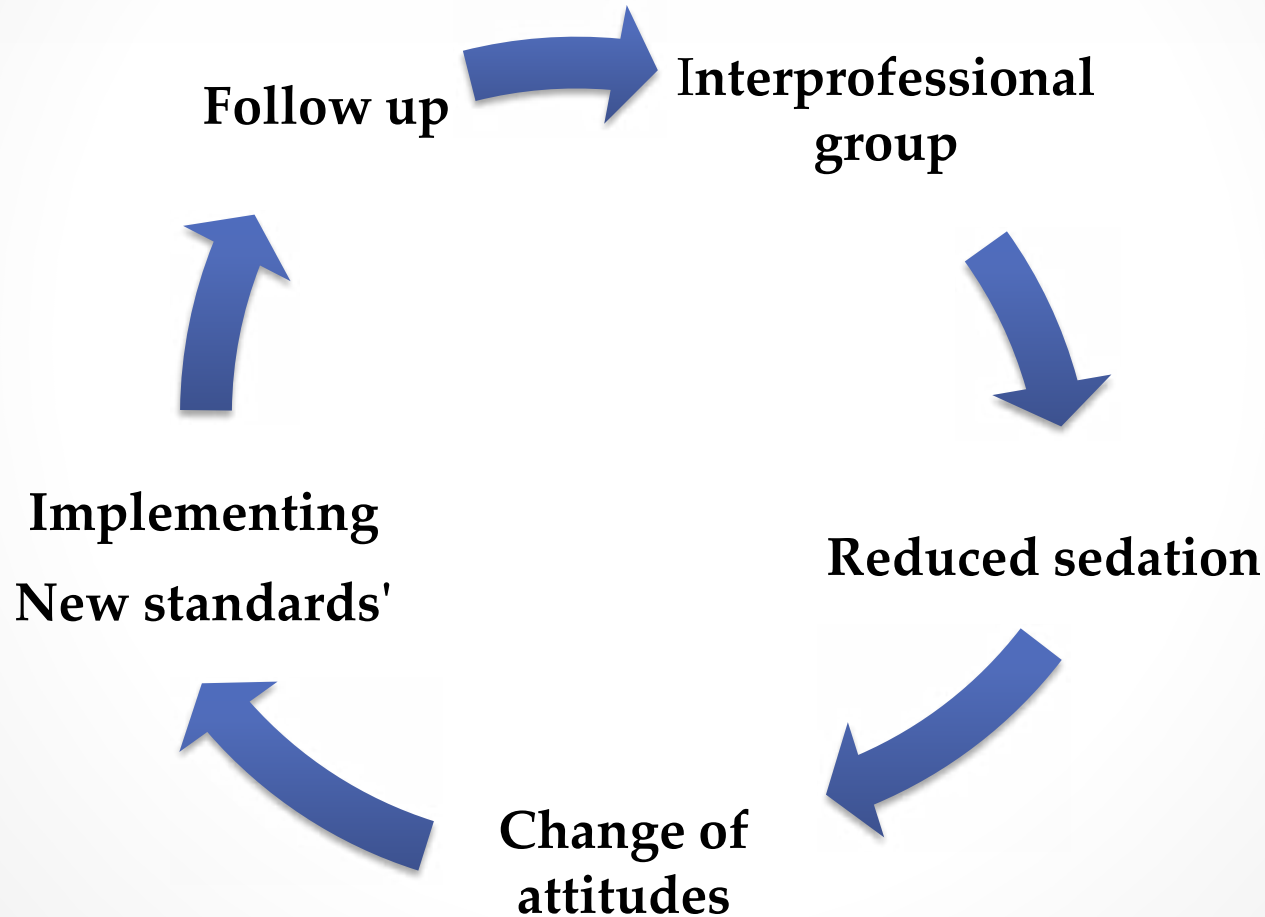 Follow up
Interprofessional
group
Reduced sedation
Change of
attitudes
Implementing
New standards'